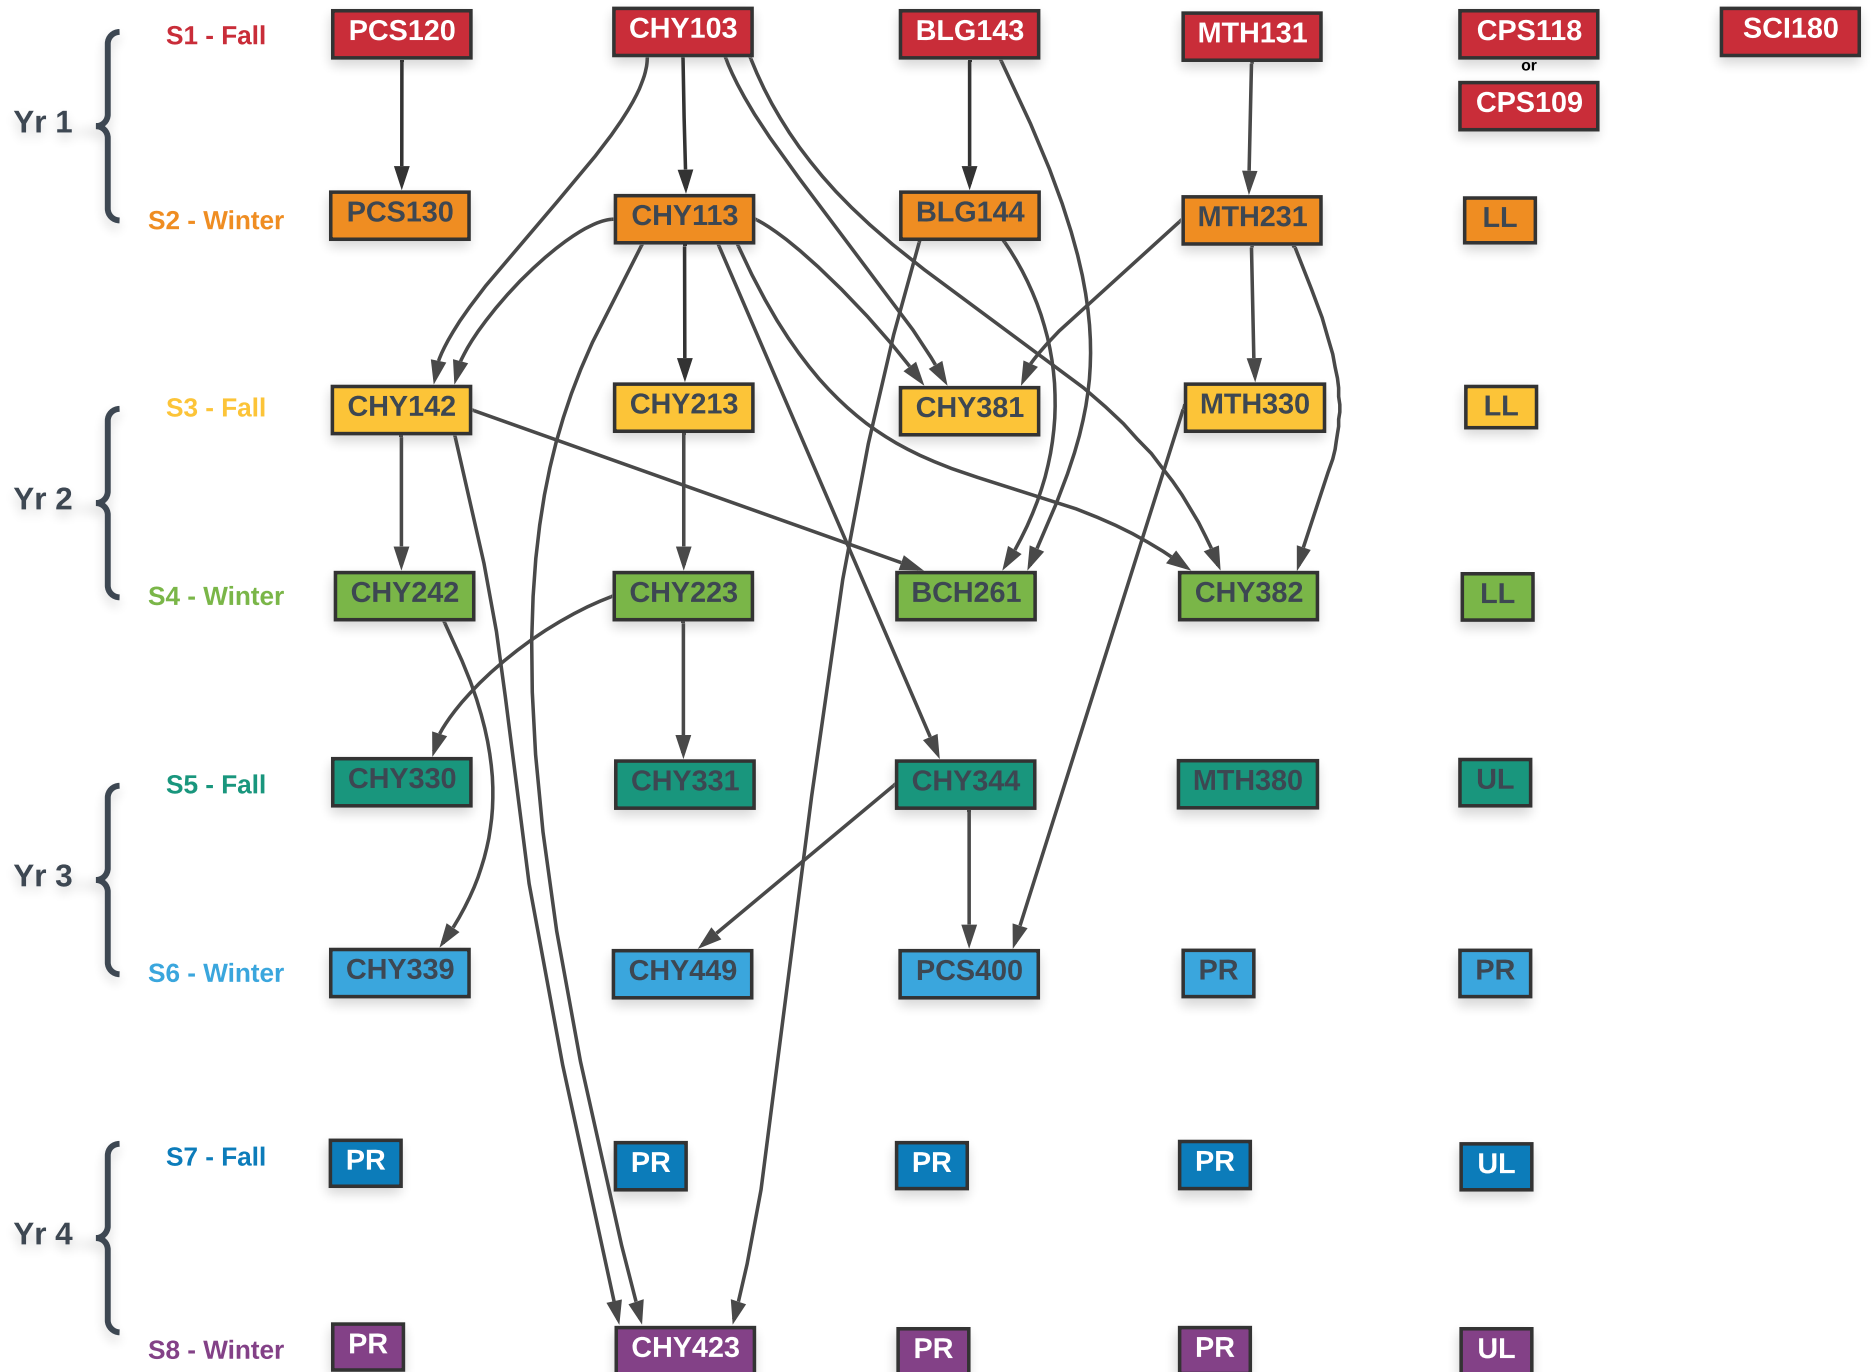 S1 - Fall PCS120 CHY103 BLG143 MTH131 CPS118 SCI180
or
CPS109
Yr 1
S2 - Winter PCS130 CHY113 BLG144 MTH231 LL
S3 - Fall CHY142 CHY213 CHY381 MTH330 LL
Yr 2
S4 - Winter CHY242 CHY223 BCH261 CHY382 LL
S5 - Fall CHY330 CHY331 CHY344 MTH380 UL
Yr 3
S6 - Winter CHY339 CHY449 PCS400 PR PR
S7 - Fall PR PR PR PR UL
Yr 4
S8 - Winter PR CHY423 PR PR UL